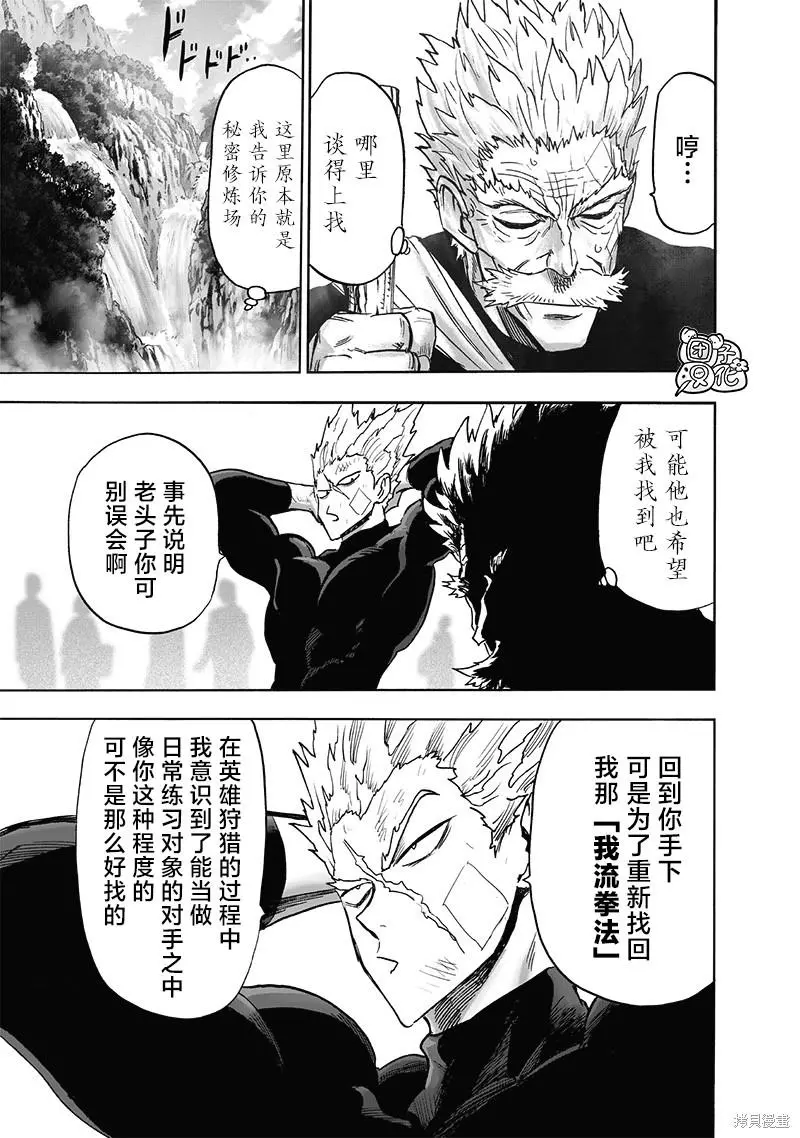 哼…
哪里
谈得上找
这里原本就是
我告诉你的
秘密修炼场
ドドドド…
团子
汉化
可能他也希望
被我找到吧
事先说明
老头子你可
别误会啊
回到你手下
可是为了重新找回
我那「我流拳法」
在英雄狩猎的过程中
我意识到了能当做
日常练习对象的对手之中
像你这种程度的
可不是那么好找的
拷贝漫畫